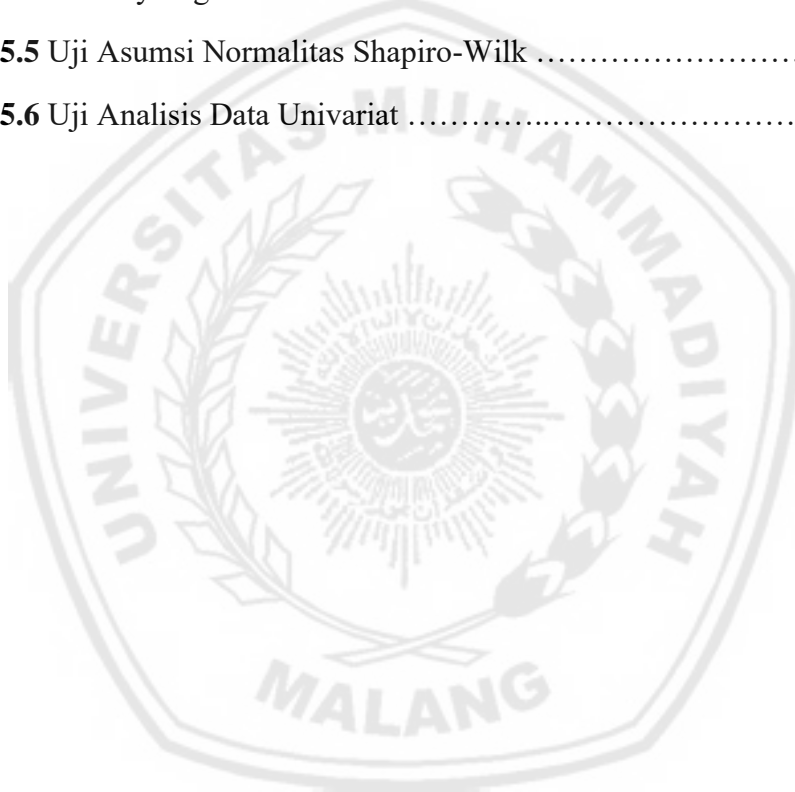 5.5 Uji Asumsi Normalitas Shapiro-Wilk ……………………
5.6 Uji Analisis Data Univariat …………..……………………
UNIVERSITAS MUHAMMADIYAH
MALANG